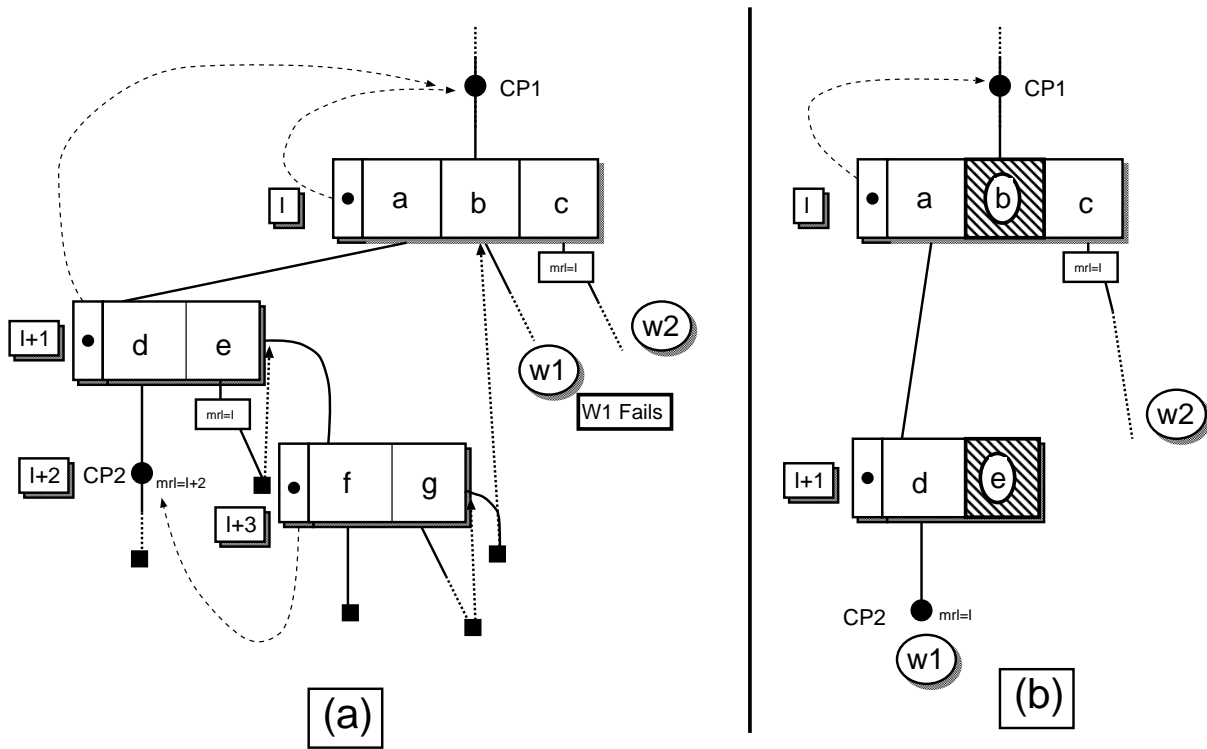 CP1
l
a b c
mrl=l
w2
l+1
d e
w1
W1 Fails
mrl=l
l+2
CP2
mrl=l+2
f g
l+3
(a)
CP1
l
a b c
mrl=l
w2
l+1
d e
CP2
mrl=l
w1
(b)